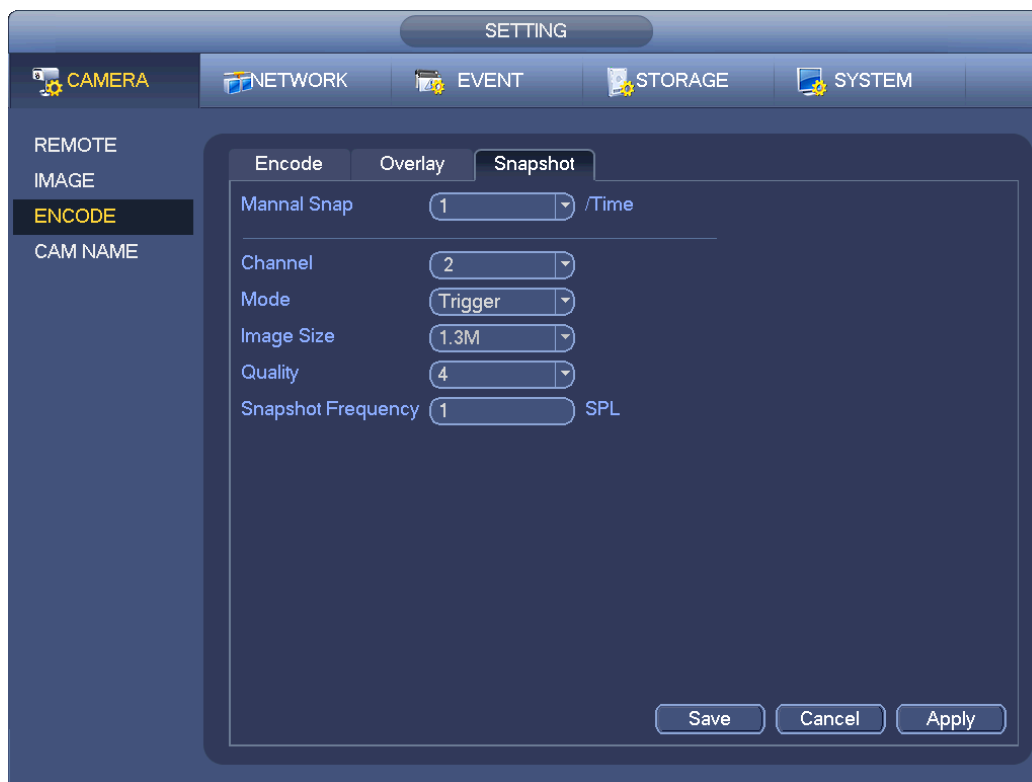 SETTING
CAMERA NETWORK EVENT STORAGE SYSTEM
REMOTE
IMAGE
ENCODE
CAM NAME
Encode Overlay Snapshot
Mannal Snap 1 /Time
Channel 2
Mode Trigger
Image Size 1.3M
Quality 4
Snapshot Frequency 1 SPL
Save Cancel Apply